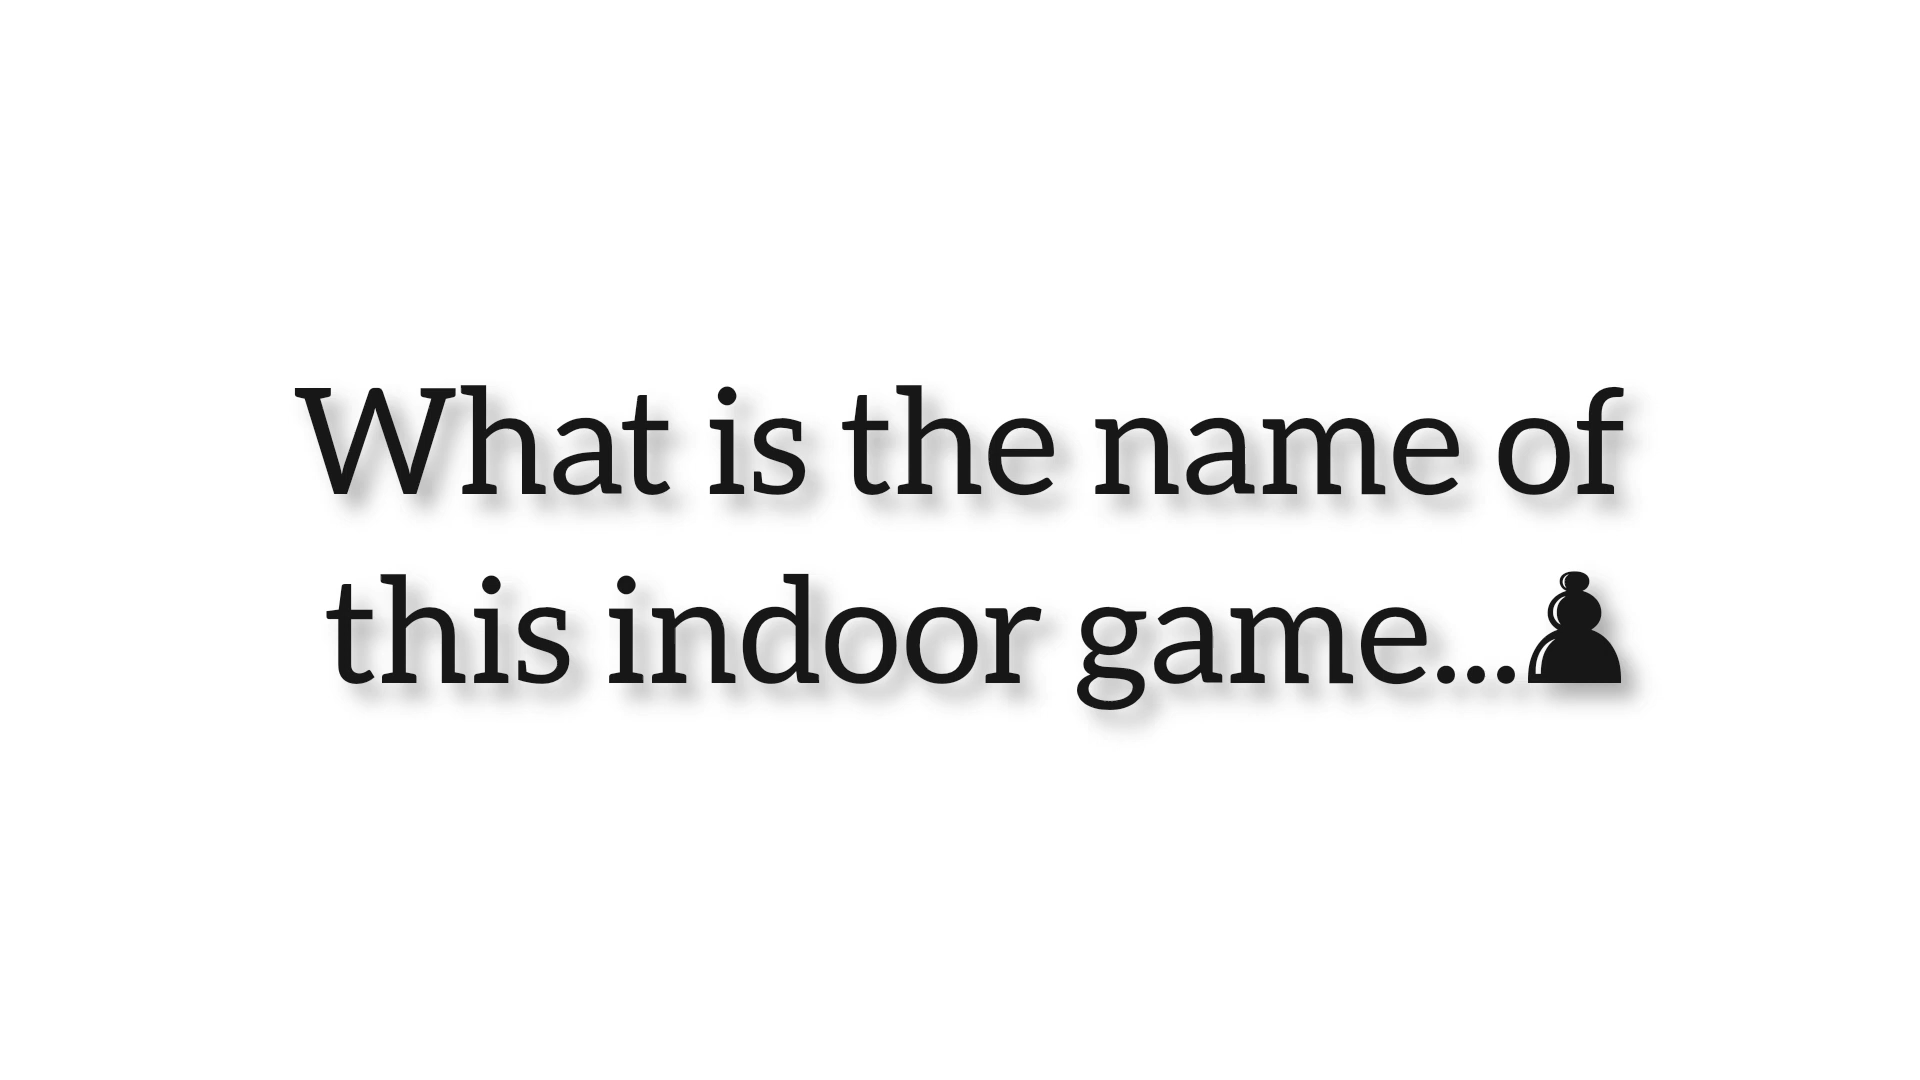 What is the name of
this indoor game...♟